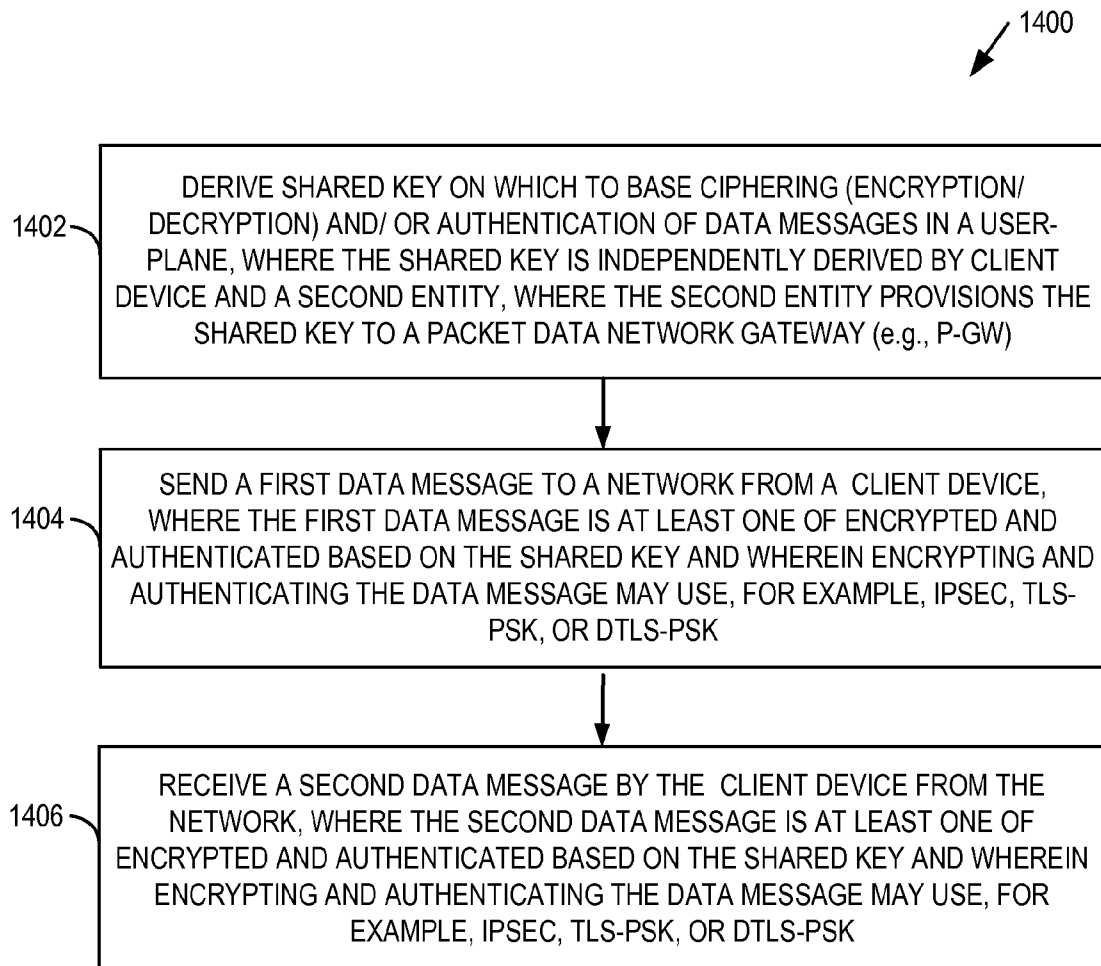 1400
1402
DERIVE SHARED KEY ON WHICH TO BASE CIPHERING (ENCRYPTION/
DECRYPTION) AND/ OR AUTHENTICATION OF DATA MESSAGES IN A USER-
PLANE, WHERE THE SHARED KEY IS INDEPENDENTLY DERIVED BY CLIENT
DEVICE AND A SECOND ENTITY, WHERE THE SECOND ENTITY PROVISIONS THE
SHARED KEY TO A PACKET DATA NETWORK GATEWAY (e.g., P-GW)
1404
SEND A FIRST DATA MESSAGE TO A NETWORK FROM A CLIENT DEVICE,
WHERE THE FIRST DATA MESSAGE IS AT LEAST ONE OF ENCRYPTED AND
AUTHENTICATED BASED ON THE SHARED KEY AND WHEREIN ENCRYPTING AND
AUTHENTICATING THE DATA MESSAGE MAY USE, FOR EXAMPLE, IPSEC, TLS-
PSK, OR DTLS-PSK
1406
RECEIVE A SECOND DATA MESSAGE BY THE CLIENT DEVICE FROM THE
NETWORK, WHERE THE SECOND DATA MESSAGE IS AT LEAST ONE OF
ENCRYPTED AND AUTHENTICATED BASED ON THE SHARED KEY AND WHEREIN
ENCRYPTING AND AUTHENTICATING THE DATA MESSAGE MAY USE, FOR
EXAMPLE, IPSEC, TLS-PSK, OR DTLS-PSK